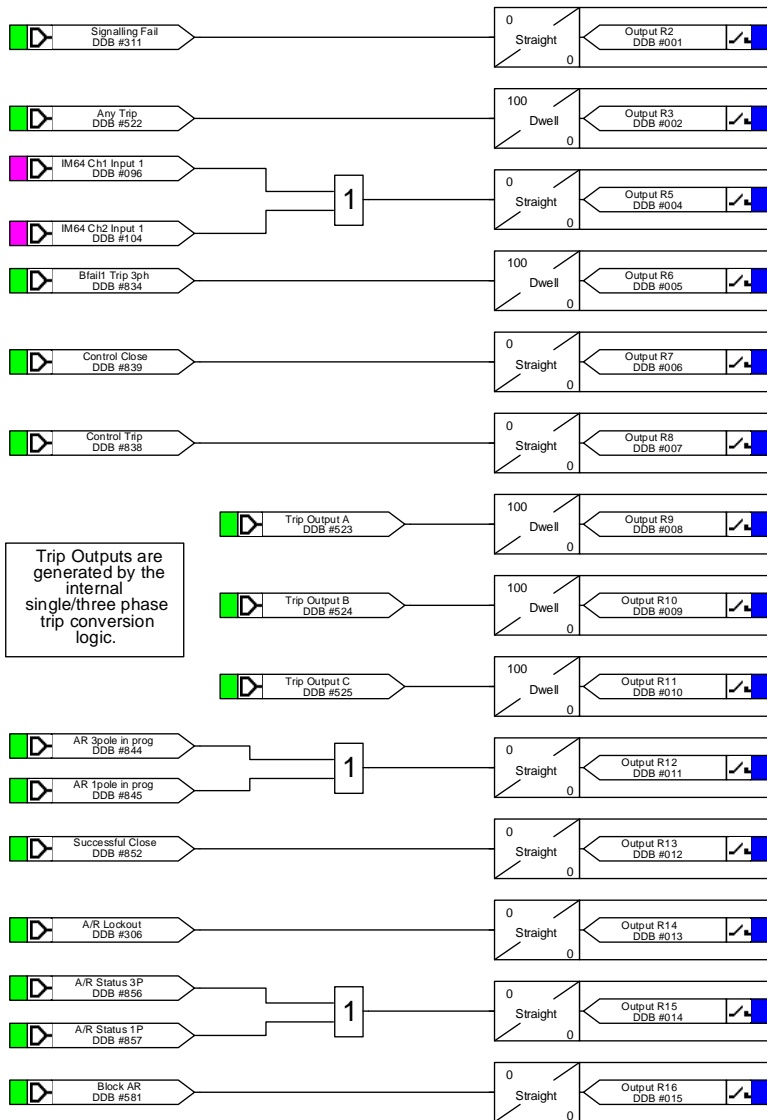 Signalling Fail
DDB #311
0
Straight
0
Output R2
DDB #001
Any Trip
DDB #522
100
Dwell
0
Output R3
DDB #002
IM64 Ch1 Input 1
DDB #096
IM64 Ch2 Input 1
DDB #104
1
0
Straight
0
Output R5
DDB #004
Bfail1 Trip 3ph
DDB #834
100
Dwell
0
Output R6
DDB #005
Control Close
DDB #839
0
Straight
0
Output R7
DDB #006
Control Trip
DDB #838
0
Straight
0
Output R8
DDB #007
Trip Output A
DDB #523
100
Dwell
0
Output R9
DDB #008
Trip Outputs are
generated by the
internal
single/three phase
trip conversion
logic.
Trip Output B
DDB #524
100
Dwell
0
Output R10
DDB #009
Trip Output C
DDB #525
100
Dwell
0
Output R11
DDB #010
AR 3pole in prog
DDB #844
AR 1pole in prog
DDB #845
1
0
Straight
0
Output R12
DDB #011
Successful Close
DDB #852
0
Straight
0
Output R13
DDB #012
A/R Lockout
DDB #306
0
Straight
0
Output R14
DDB #013
A/R Status 3P
DDB #856
A/R Status 1P
DDB #857
1
0
Straight
0
Output R15
DDB #014
Block AR
DDB #581
0
Straight
0
Output R16
DDB #015